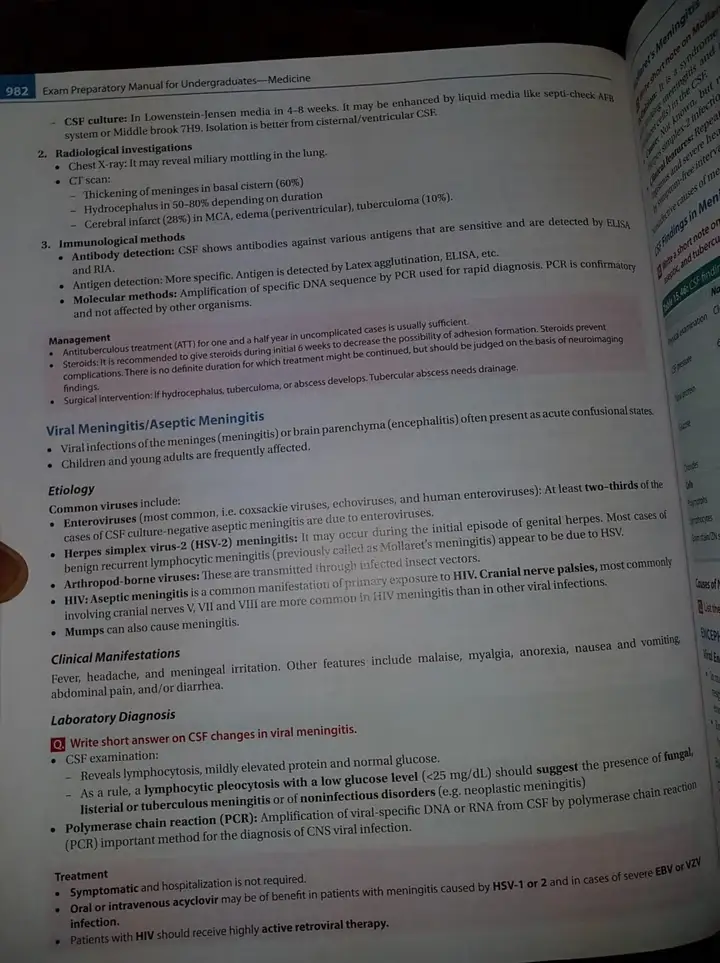 982 Exam Preparatory Manual for Undergraduates—Medicine
– CSF culture: In Lowenstein-Jensen media in 4–8 weeks. It may be enhanced by liquid media like septi-check AFB
system or Middle brook 7H9. Isolation is better from cisternal/ventricular CSF.
2. Radiological investigations
• Chest X-ray: It may reveal miliary mottling in the lung.
• CT scan:
– Thickening of meninges in basal cistern (60%)
– Hydrocephalus in 50–80% depending on duration
– Cerebral infarct (28%) in MCA, edema (periventricular), tuberculoma (10%).
3. Immunological methods
• Antibody detection: CSF shows antibodies against various antigens that are sensitive and are detected by ELISA
and RIA.
• Antigen detection: More specific. Antigen is detected by Latex agglutination, ELISA, etc.
• Molecular methods: Amplification of specific DNA sequence by PCR used for rapid diagnosis. PCR is confirmatory
and not affected by other organisms.
Management
• Antituberculous treatment (ATT) for one and a half year in uncomplicated cases is usually sufficient.
• Steroids: It is recommended to give steroids during initial 6 weeks to decrease the possibility of adhesion formation. Steroids prevent
complications. There is no definite duration for which treatment might be continued, but should be judged on the basis of neuroimaging
findings.
• Surgical intervention: If hydrocephalus, tuberculoma, or abscess develops. Tubercular abscess needs drainage.
Viral Meningitis/Aseptic Meningitis
• Viral infections of the meninges (meningitis) or brain parenchyma (encephalitis) often present as acute confusional states.
• Children and young adults are frequently affected.
Etiology
Common viruses include:
• Enteroviruses (most common, i.e. coxsackie viruses, echoviruses, and human enteroviruses): At least two-thirds of the
cases of CSF culture-negative aseptic meningitis are due to enteroviruses.
• Herpes simplex virus-2 (HSV-2) meningitis: It may occur during the initial episode of genital herpes. Most cases of
benign recurrent lymphocytic meningitis (previously called as Mollaret's meningitis) appear to be due to HSV.
• Arthropod-borne viruses: These are transmitted through infected insect vectors.
• HIV: Aseptic meningitis is a common manifestation of primary exposure to HIV. Cranial nerve palsies, most commonly
involving cranial nerves V, VII and VIII are more common in HIV meningitis than in other viral infections.
• Mumps can also cause meningitis.
Clinical Manifestations
Fever, headache, and meningeal irritation. Other features include malaise, myalgia, anorexia, nausea and vomiting,
abdominal pain, and/or diarrhea.
Laboratory Diagnosis
Q. Write short answer on CSF changes in viral meningitis.
• CSF examination:
– Reveals lymphocytosis, mildly elevated protein and normal glucose.
– As a rule, a lymphocytic pleocytosis with a low glucose level (<25 mg/dL) should suggest the presence of fungal,
listerial or tuberculous meningitis or of noninfectious disorders (e.g. neoplastic meningitis)
• Polymerase chain reaction (PCR): Amplification of viral-specific DNA or RNA from CSF by polymerase chain reaction
(PCR) important method for the diagnosis of CNS viral infection.
Treatment
• Symptomatic and hospitalization is not required.
• Oral or intravenous acyclovir may be of benefit in patients with meningitis caused by HSV-1 or 2 and in cases of severe EBV or VZV
infection.
• Patients with HIV should receive highly active retroviral therapy.